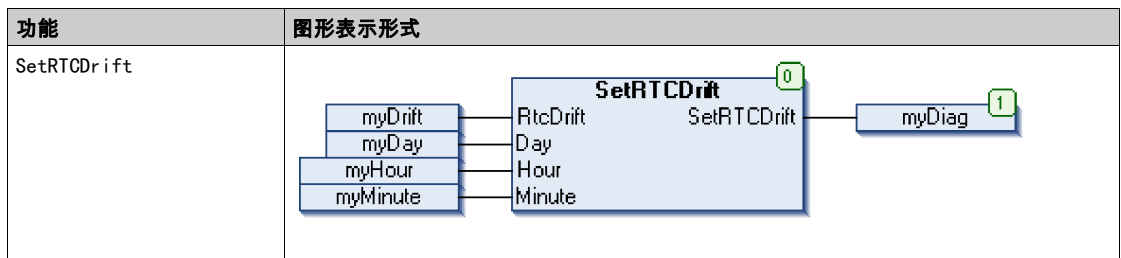 功能 图形表示形式
SetRTCDrift
0
SetRTCDrift
1
myDrift RtcDrift SetRTCDrift myDiag
myDay Day
myHour Hour
myMinute Minute